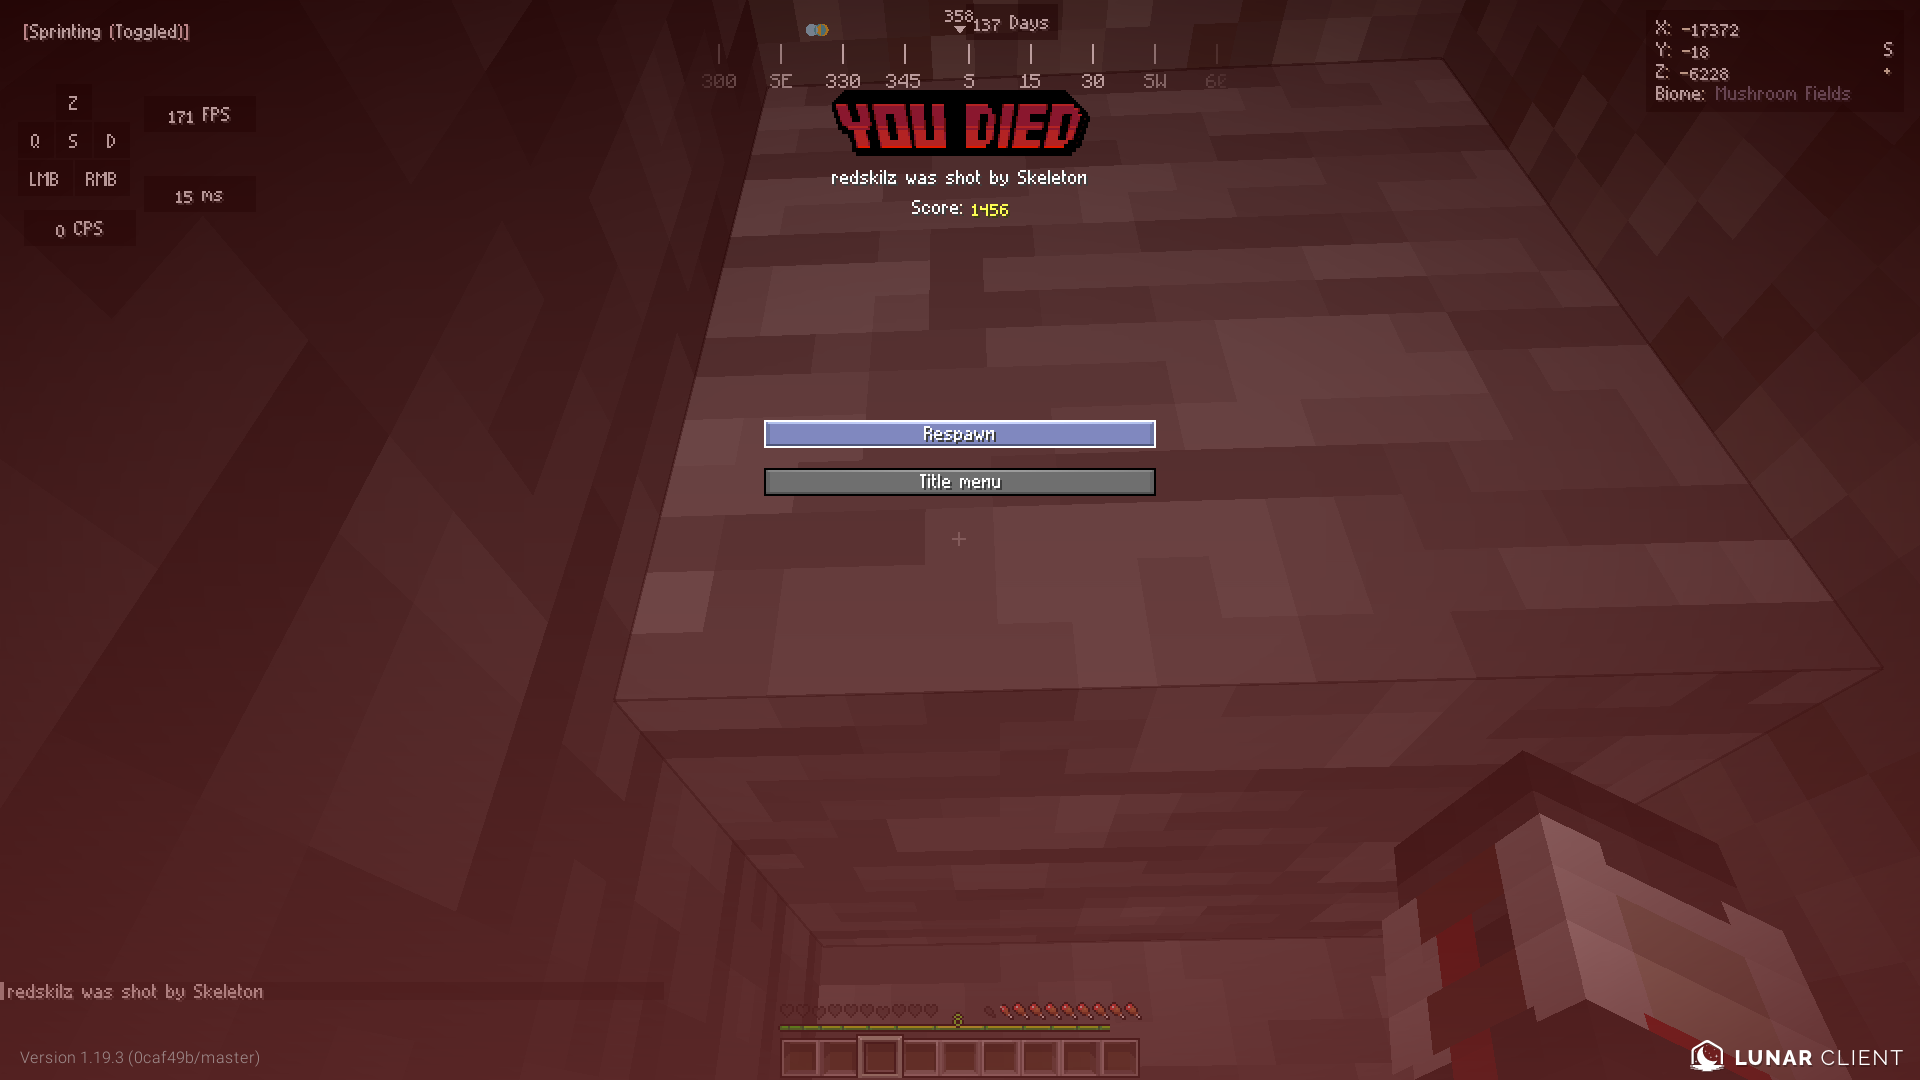 [Sprinting (Toggled)]
358
137 Days
300 SE 330 345 S 15 30 SW 60
X: -17372
Y: -18
S
Z: -6228
+
Biome: Mushroom Fields
Z
171 FPS
Q S D
LMB RMB
15 ms
0 CPS
YOU DIED
redskilz was shot by Skeleton
Score: 1456
Respawn
Title menu
redskilz was shot by Skeleton
8
Version 1.19.3 (0caf49b/master)
LUNAR CLIENT